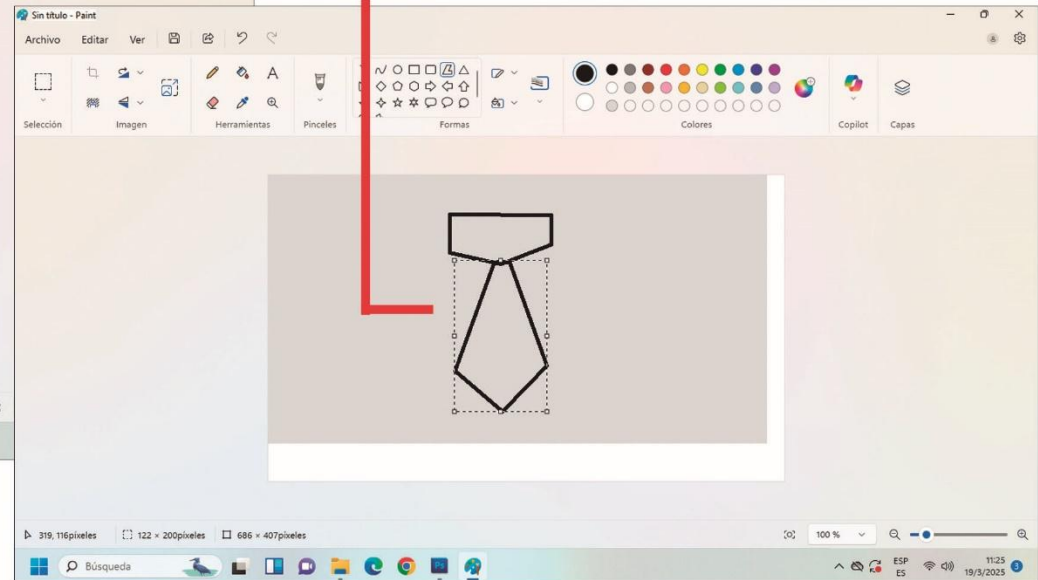 Sin título - Paint
Archivo Editar Ver
Selección Imagen Herramientas Pinceles Formas Colores Copilot Capas
319, 116píxeles 122 × 200píxeles 686 × 407píxeles 100 %
Búsqueda
ESP
ES
11:25
19/3/2025
3